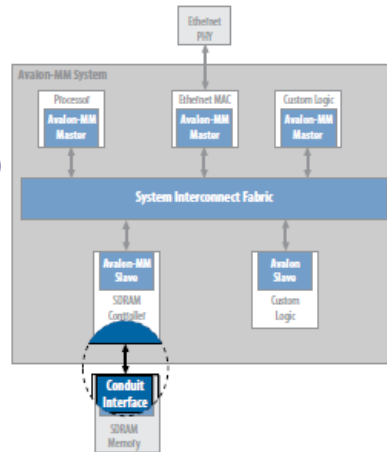 Ethernet
PHY
Avalon-MM System
Processor
Avalon-MM
Master
Ethernet MAC
Avalon-MM
Master
Custom Logic
Avalon-MM
Master
System Interconnect Fabric
Avalon-MM
Slave
SDRAM
Controller
Avalon
Slave
Custom
Logic
Conduit
Interface
SDRAM
Memory